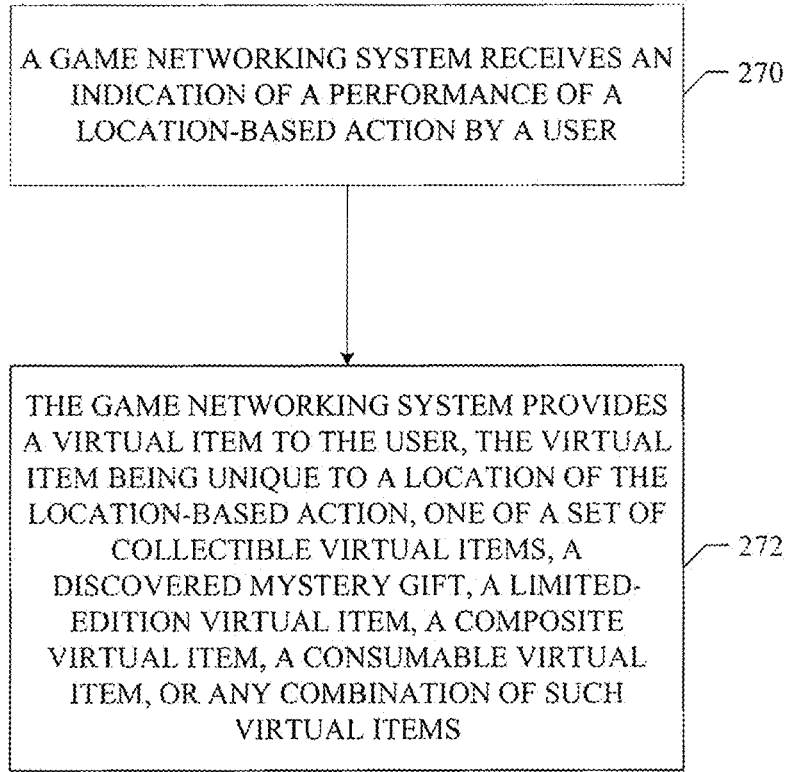 A GAME NETWORKING SYSTEM RECEIVES AN
INDICATION OF A PERFORMANCE OF A
LOCATION-BASED ACTION BY A USER
270
THE GAME NETWORKING SYSTEM PROVIDES
A VIRTUAL ITEM TO THE USER, THE VIRTUAL
ITEM BEING UNIQUE TO A LOCATION OF THE
LOCATION-BASED ACTION, ONE OF A SET OF
COLLECTIBLE VIRTUAL ITEMS, A
DISCOVERED MYSTERY GIFT, A LIMITED-
EDITION VIRTUAL ITEM, A COMPOSITE
VIRTUAL ITEM, A CONSUMABLE VIRTUAL
ITEM, OR ANY COMBINATION OF SUCH
VIRTUAL ITEMS
272